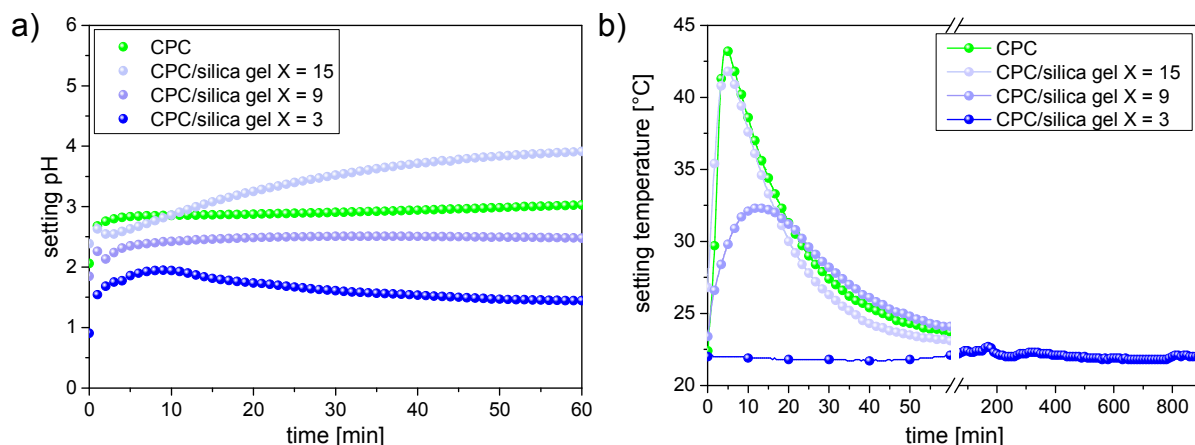 a)
setting pH
6
5
4
3
2
1
0
CPC
CPC/silica gel X = 15
CPC/silica gel X = 9
CPC/silica gel X = 3
0 10 20 30 40 50 60
time [min]
b)
setting temperature [°C]
45
40
35
30
25
20
CPC
CPC/silica gel X = 15
CPC/silica gel X = 9
CPC/silica gel X = 3
0 10 20 30 40 50 200 400 600 800
time [min]